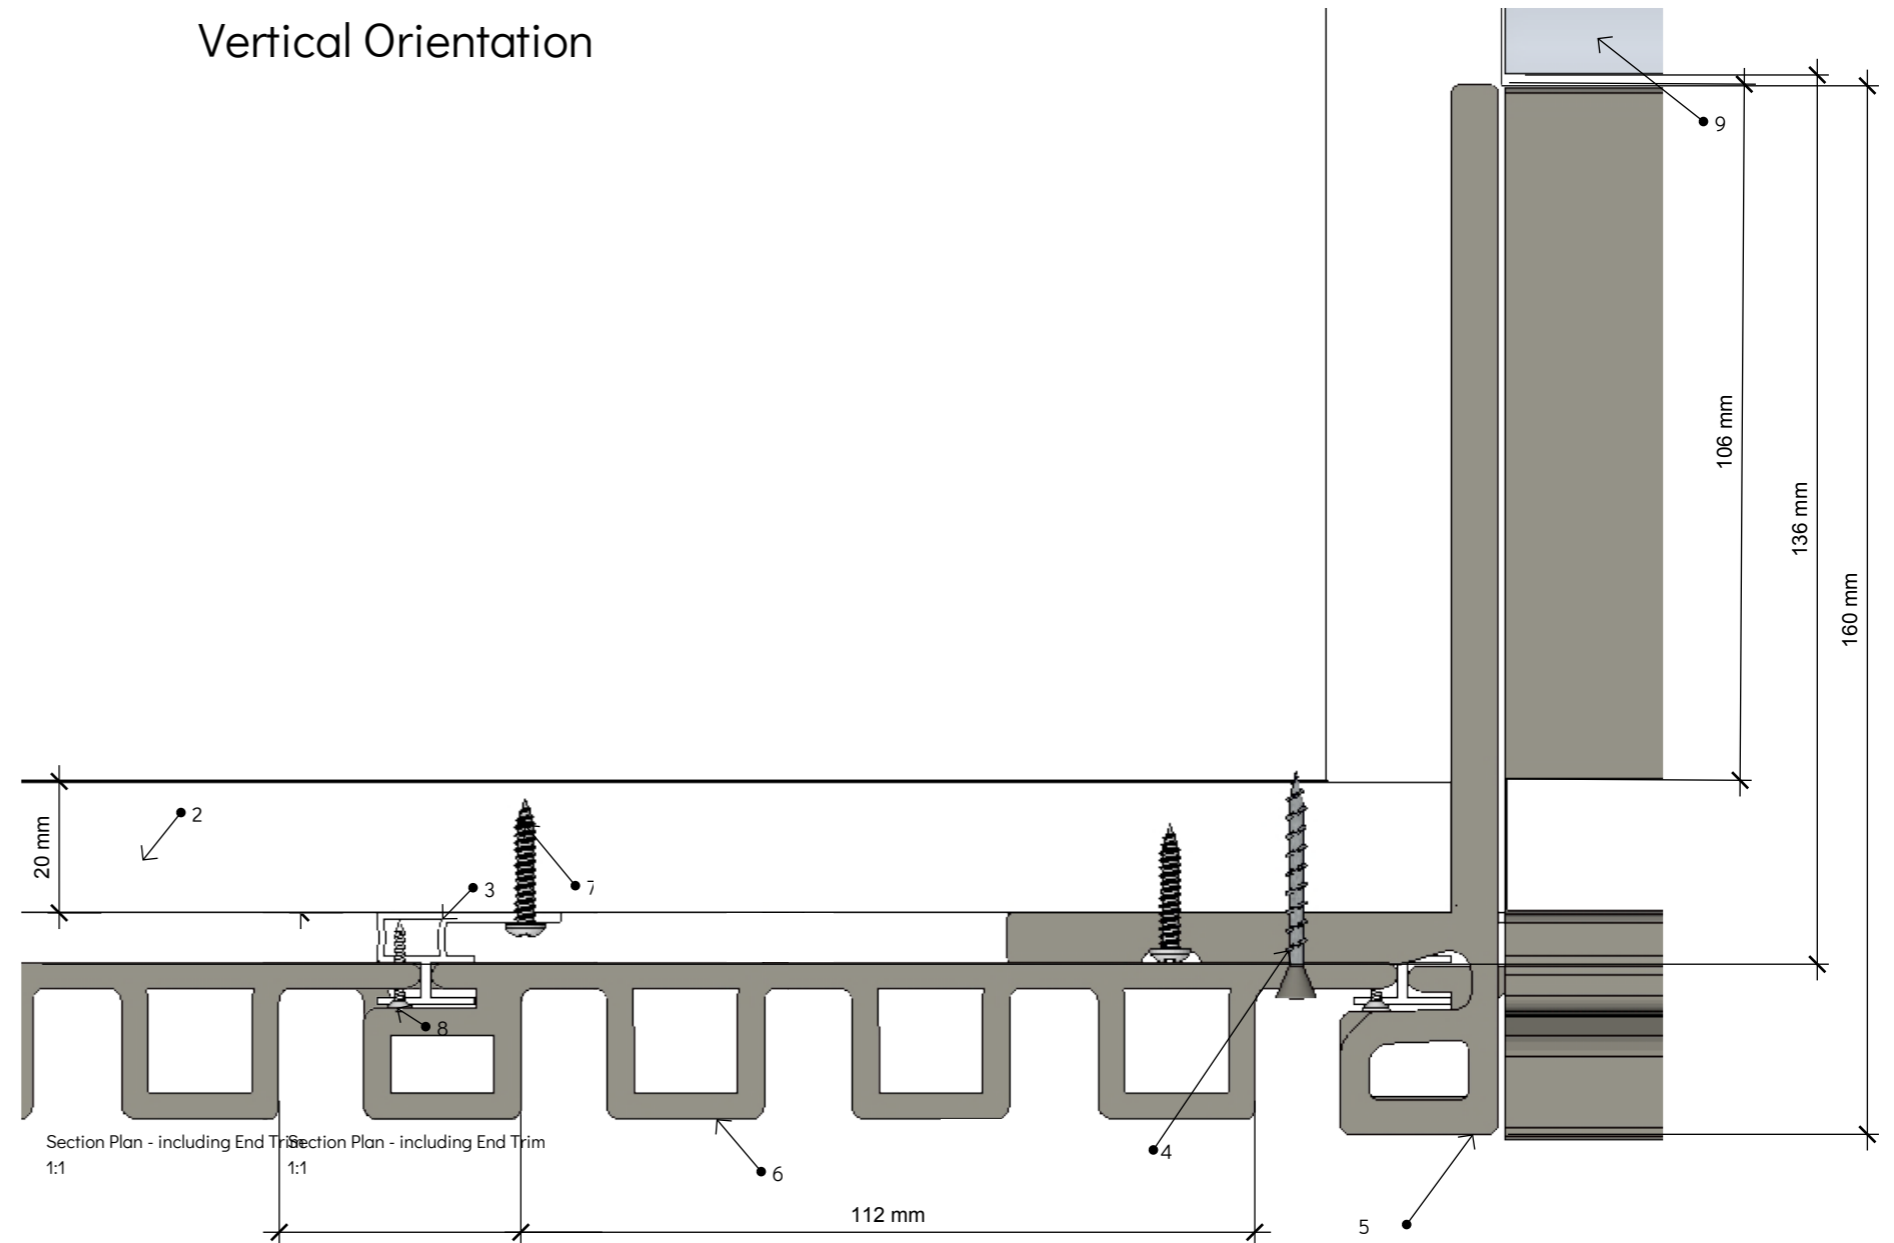 Vertical Orientation
9
106 mm
136 mm
160 mm
20 mm
2
3
7
8
Section Plan - including End Trim
1:1
Section Plan - including End Trim
1:1
6
4
112 mm
5